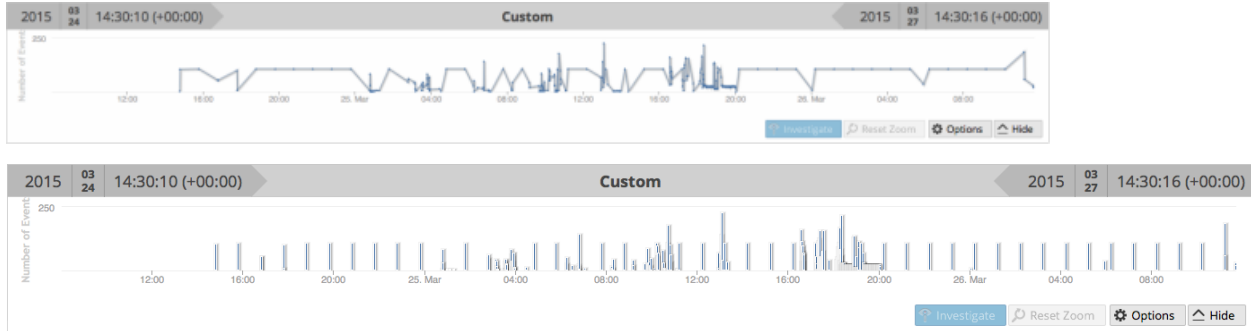 2015 03 24 14:30:10 (+00:00) Custom 2015 03 27 14:30:16 (+00:00)
Number of Event
250
12:00 16:00 20:00 25. Mar 04:00 08:00 12:00 16:00 20:00 26. Mar 04:00 08:00
Investigate Reset Zoom Options Hide
2015 03 24 14:30:10 (+00:00) Custom 2015 03 27 14:30:16 (+00:00)
Number of Event
250
12:00 16:00 20:00 25. Mar 04:00 08:00 12:00 16:00 20:00 26. Mar 04:00 08:00
Investigate Reset Zoom Options Hide